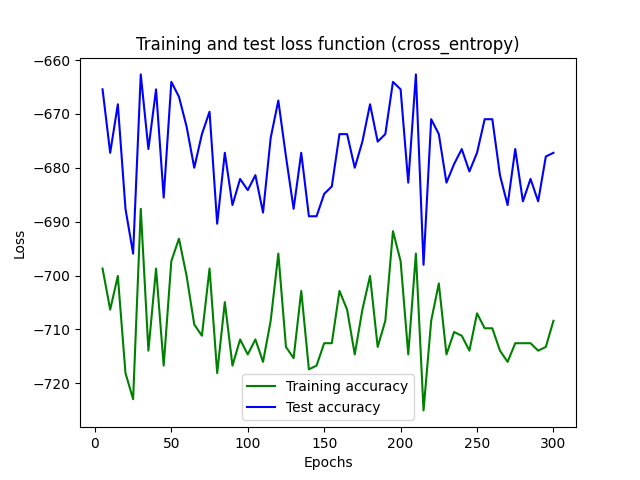 Training and test loss function (cross_entropy)
Loss
−660
−670
−680
−690
−700
−710
−720
Training accuracy
Test accuracy
0
50
100
150
200
250
300
Epochs